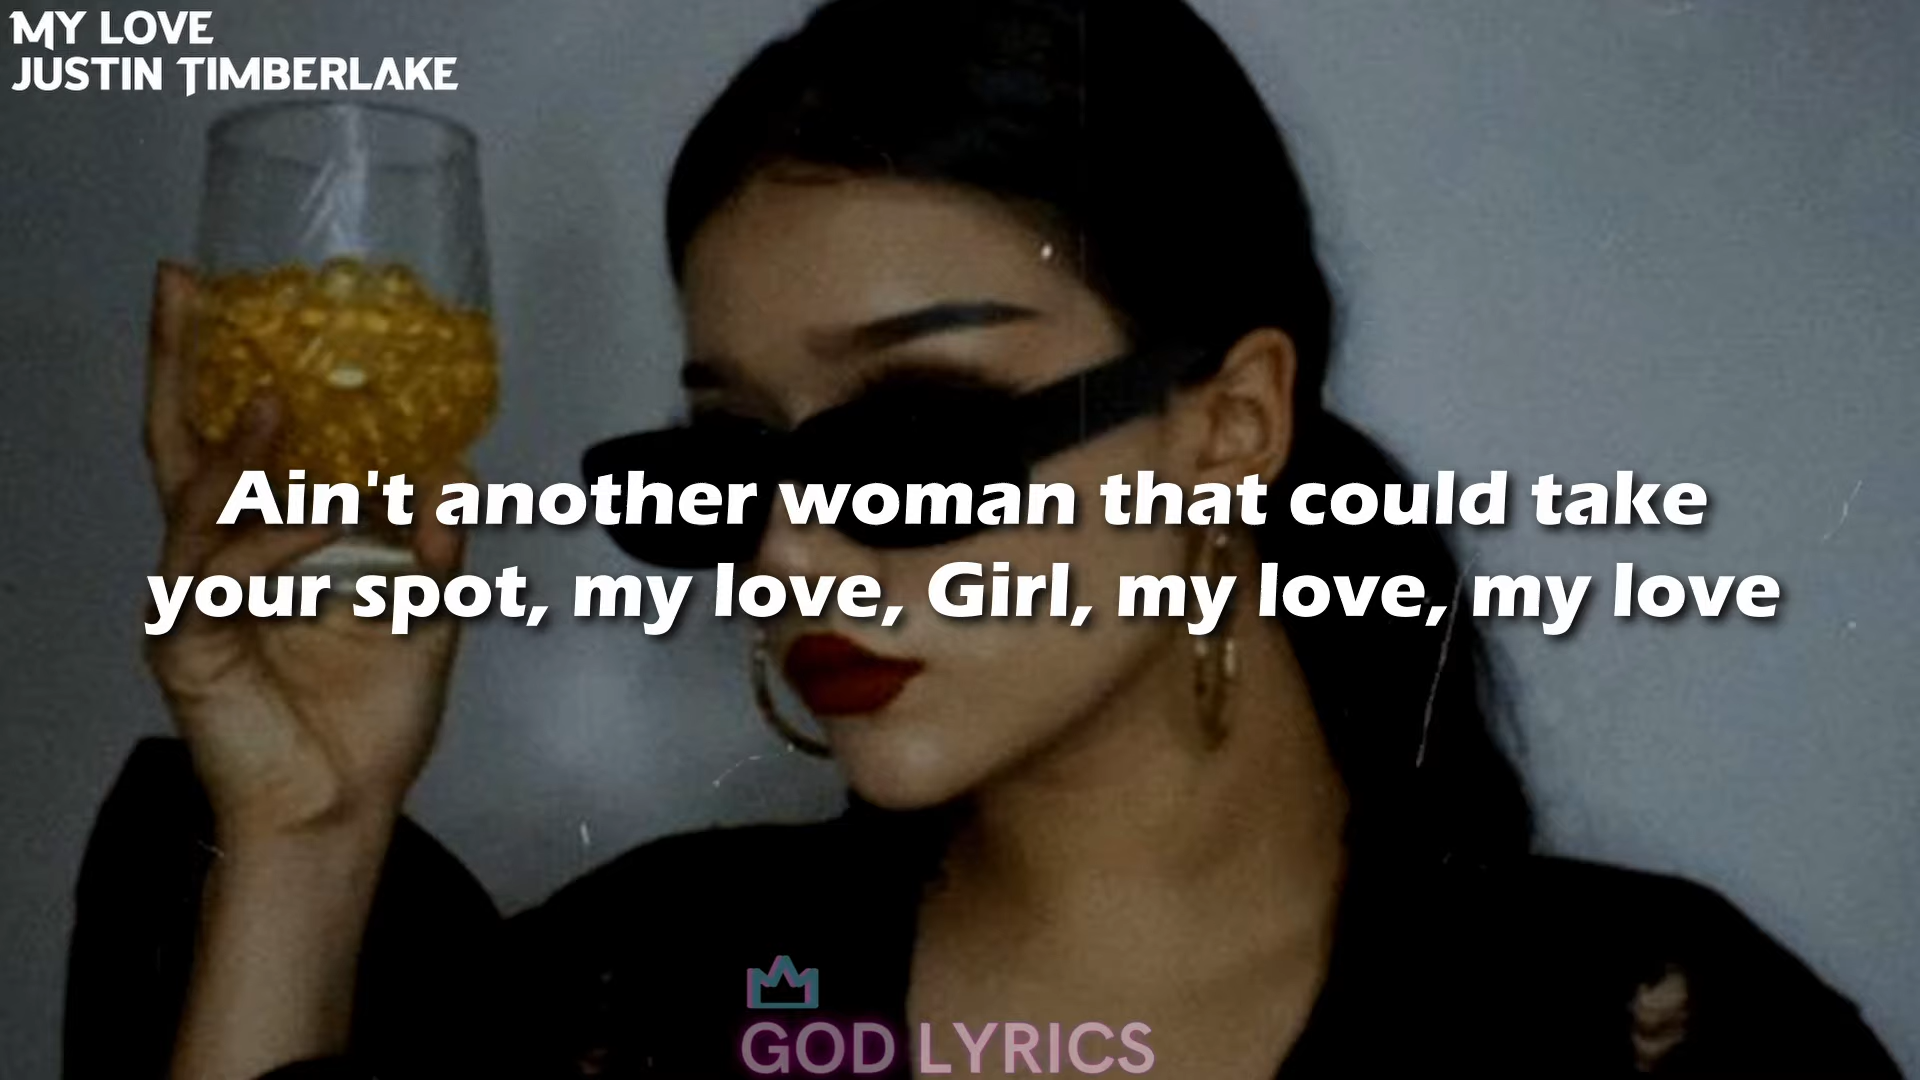 MY LOVE
JUSTIN TIMBERLAKE
Ain't another woman that could take
your spot, my love, Girl, my love, my love
GOD LYRICS